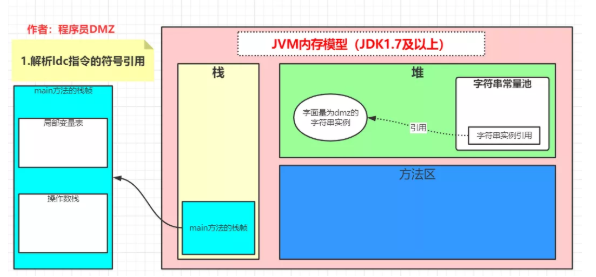 作者：程序员DMZ
JVM内存模型（JDK1.7及以上）
1.解析ldc指令的符号引用
栈
堆
字符串常量池
main方法的栈帧
局部变量表
字面量为dmz的
字符串实例
引用
字符串实例引用
方法区
操作数栈
main方法的栈帧